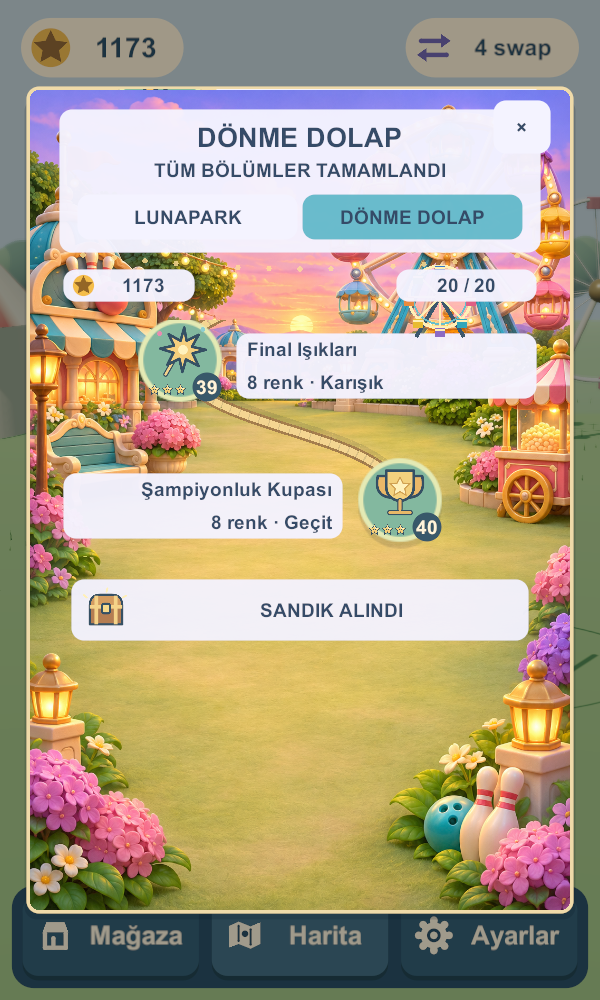 1173
4 swap
DÖNME DOLAP
×
TÜM BÖLÜMLER TAMAMLANDI
LUNAPARK
DÖNME DOLAP
1173
20 / 20
Final Işıkları
8 renk · Karışık
39
Şampiyonluk Kupası
8 renk · Geçit
40
SANDIK ALINDI
Mağaza
Harita
Ayarlar